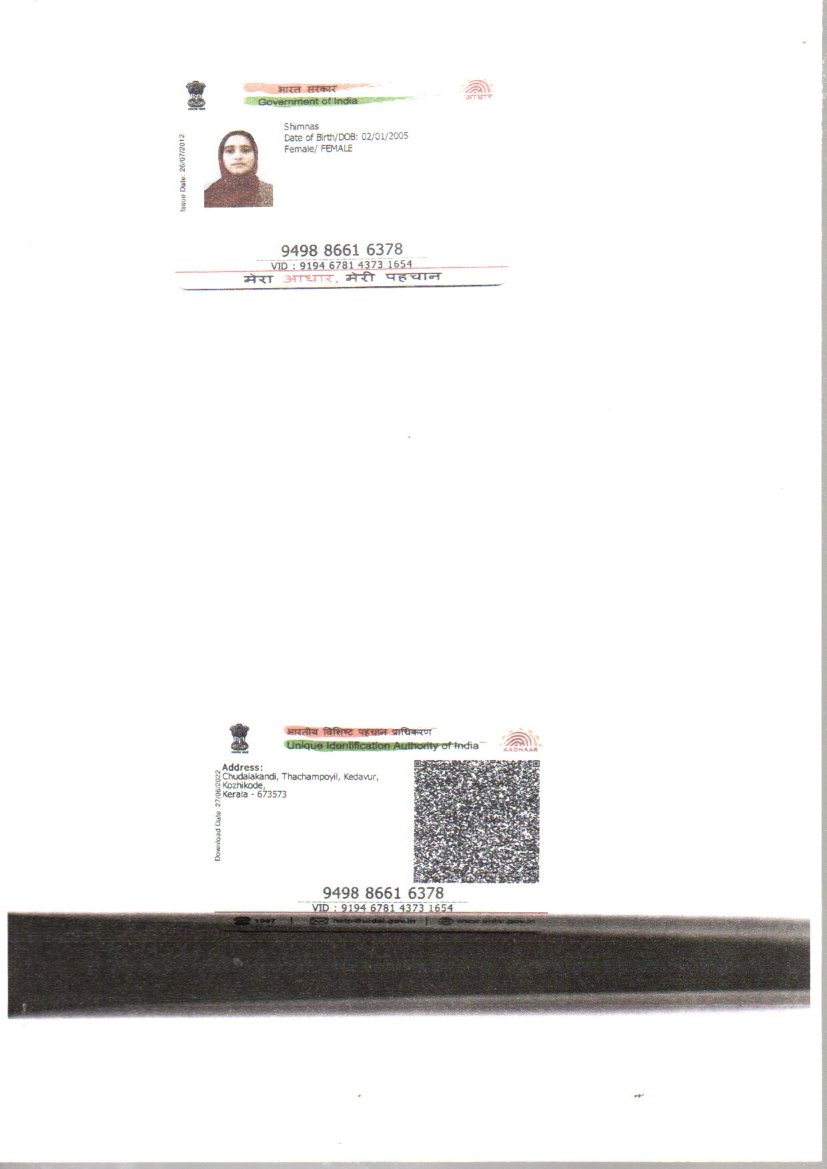 भारत सरकार
Government of India
आधार
Issue Date: 26/07/2012
Shimnas
Date of Birth/DOB: 02/01/2005
Female/ FEMALE
9498 8661 6378
VID : 9194 6781 4373 1654
मेरा आधार, मेरी पहचान
भारतीय विशिष्ट पहचान प्राधिकरण
Unique Identification Authority of India
AADHAAR
Download Date: 27/06/2022
Address:
Chudalakandi, Thachampoyil, Kedavur,
Kozhikode,
Kerala - 673573
9498 8661 6378
VID : 9194 6781 4373 1654
1947 | help@uidai.gov.in | www.uidai.gov.in